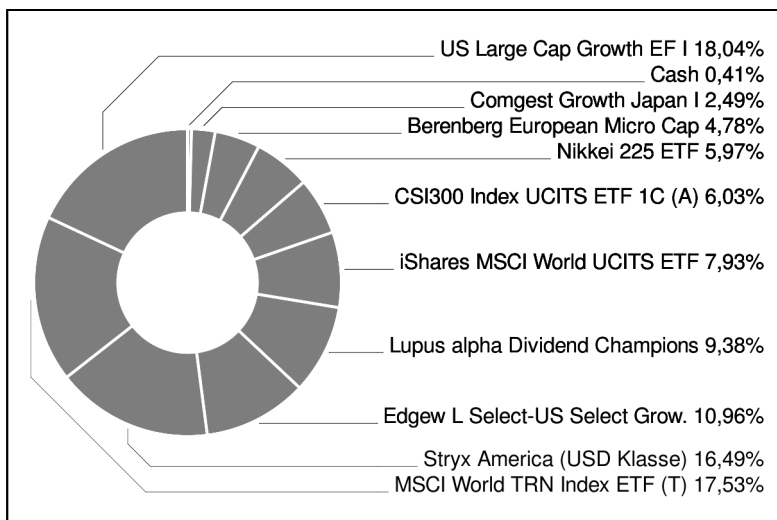 US Large Cap Growth EF I 18,04%
Cash 0,41%
Comgest Growth Japan I 2,49%
Berenberg European Micro Cap 4,78%
Nikkei 225 ETF 5,97%
CSI300 Index UCITS ETF 1C (A) 6,03%
iShares MSCI World UCITS ETF 7,93%
Lupus alpha Dividend Champions 9,38%
Edgew L Select-US Select Grow. 10,96%
Stryx America (USD Klasse) 16,49%
MSCI World TRN Index ETF (T) 17,53%